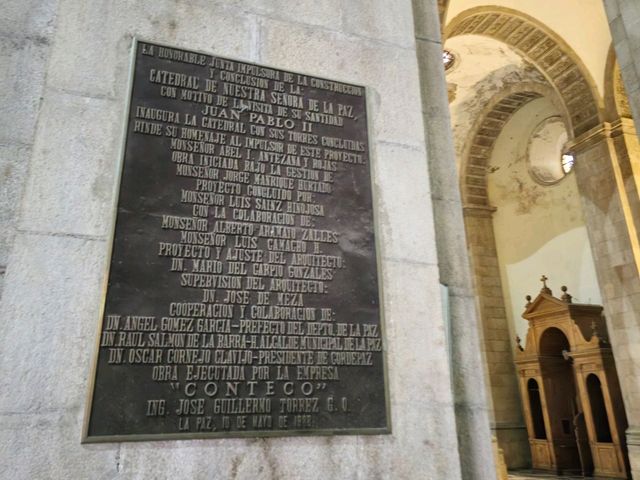 LA HONORABLE JUNTA IMPULSORA DE LA CONSTRUCCION
Y CONCLUSION DE LA:
CATEDRAL DE NUESTRA SEÑORA DE LA PAZ,
CON MOTIVO DE LA VISITA DE SU SANTIDAD
JUAN PABLO II
INAUGURA LA CATEDRAL CON SUS TORRES CONCLUIDAS
RINDE SU HOMENAJE AL IMPULSOR DE ESTE PROYECTO:
MONSEÑOR ABEL I. ANTEZANA Y ROJAS.
OBRA INICIADA BAJO LA GESTION DE
MONSEÑOR JORGE MANRIQUE HURTADO.
PROYECTO CONCLUIDO POR:
MONSEÑOR LUIS SAINZ HINOJOSA
CON LA COLABORACION DE:
MONSEÑOR ALBERTO ARAMAYO ZALLES
MONSEÑOR LUIS CAMACHO H.
PROYECTO Y AJUSTE DEL ARQUITECTO:
DN. MARIO DEL CARPIO GONZALES
SUPERVISION DEL ARQUITECTO:
DN. JOSE DE MEZA
COOPERACION Y COLABORACION DE:
DN. ANGEL GOMEZ GARCIA—PREFECTO DEL DEPTO. DE LA PAZ
DN. RAUL SALMON DE LA BARRA—H. ALCALDE MUNICIPAL DE LA PAZ
DN. OSCAR CORNEJO CLAVIJO—PRESIDENTE DE CORDEPAZ
OBRA EJECUTADA POR LA EMPRESA
"CONTECO"
ING. JOSE GUILLERMO TORREZ G. O.
LA PAZ, 10 DE MAYO DE 1988.